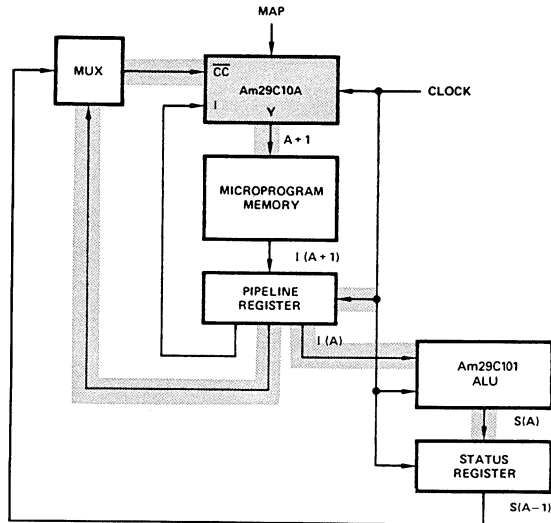 MAP
MUX
CC
Am29C10A
I
Y
CLOCK
A + 1
MICROPROGRAM
MEMORY
I (A+1)
PIPELINE
REGISTER
I (A)
Am29C101
ALU
S(A)
STATUS
REGISTER
S(A−1)